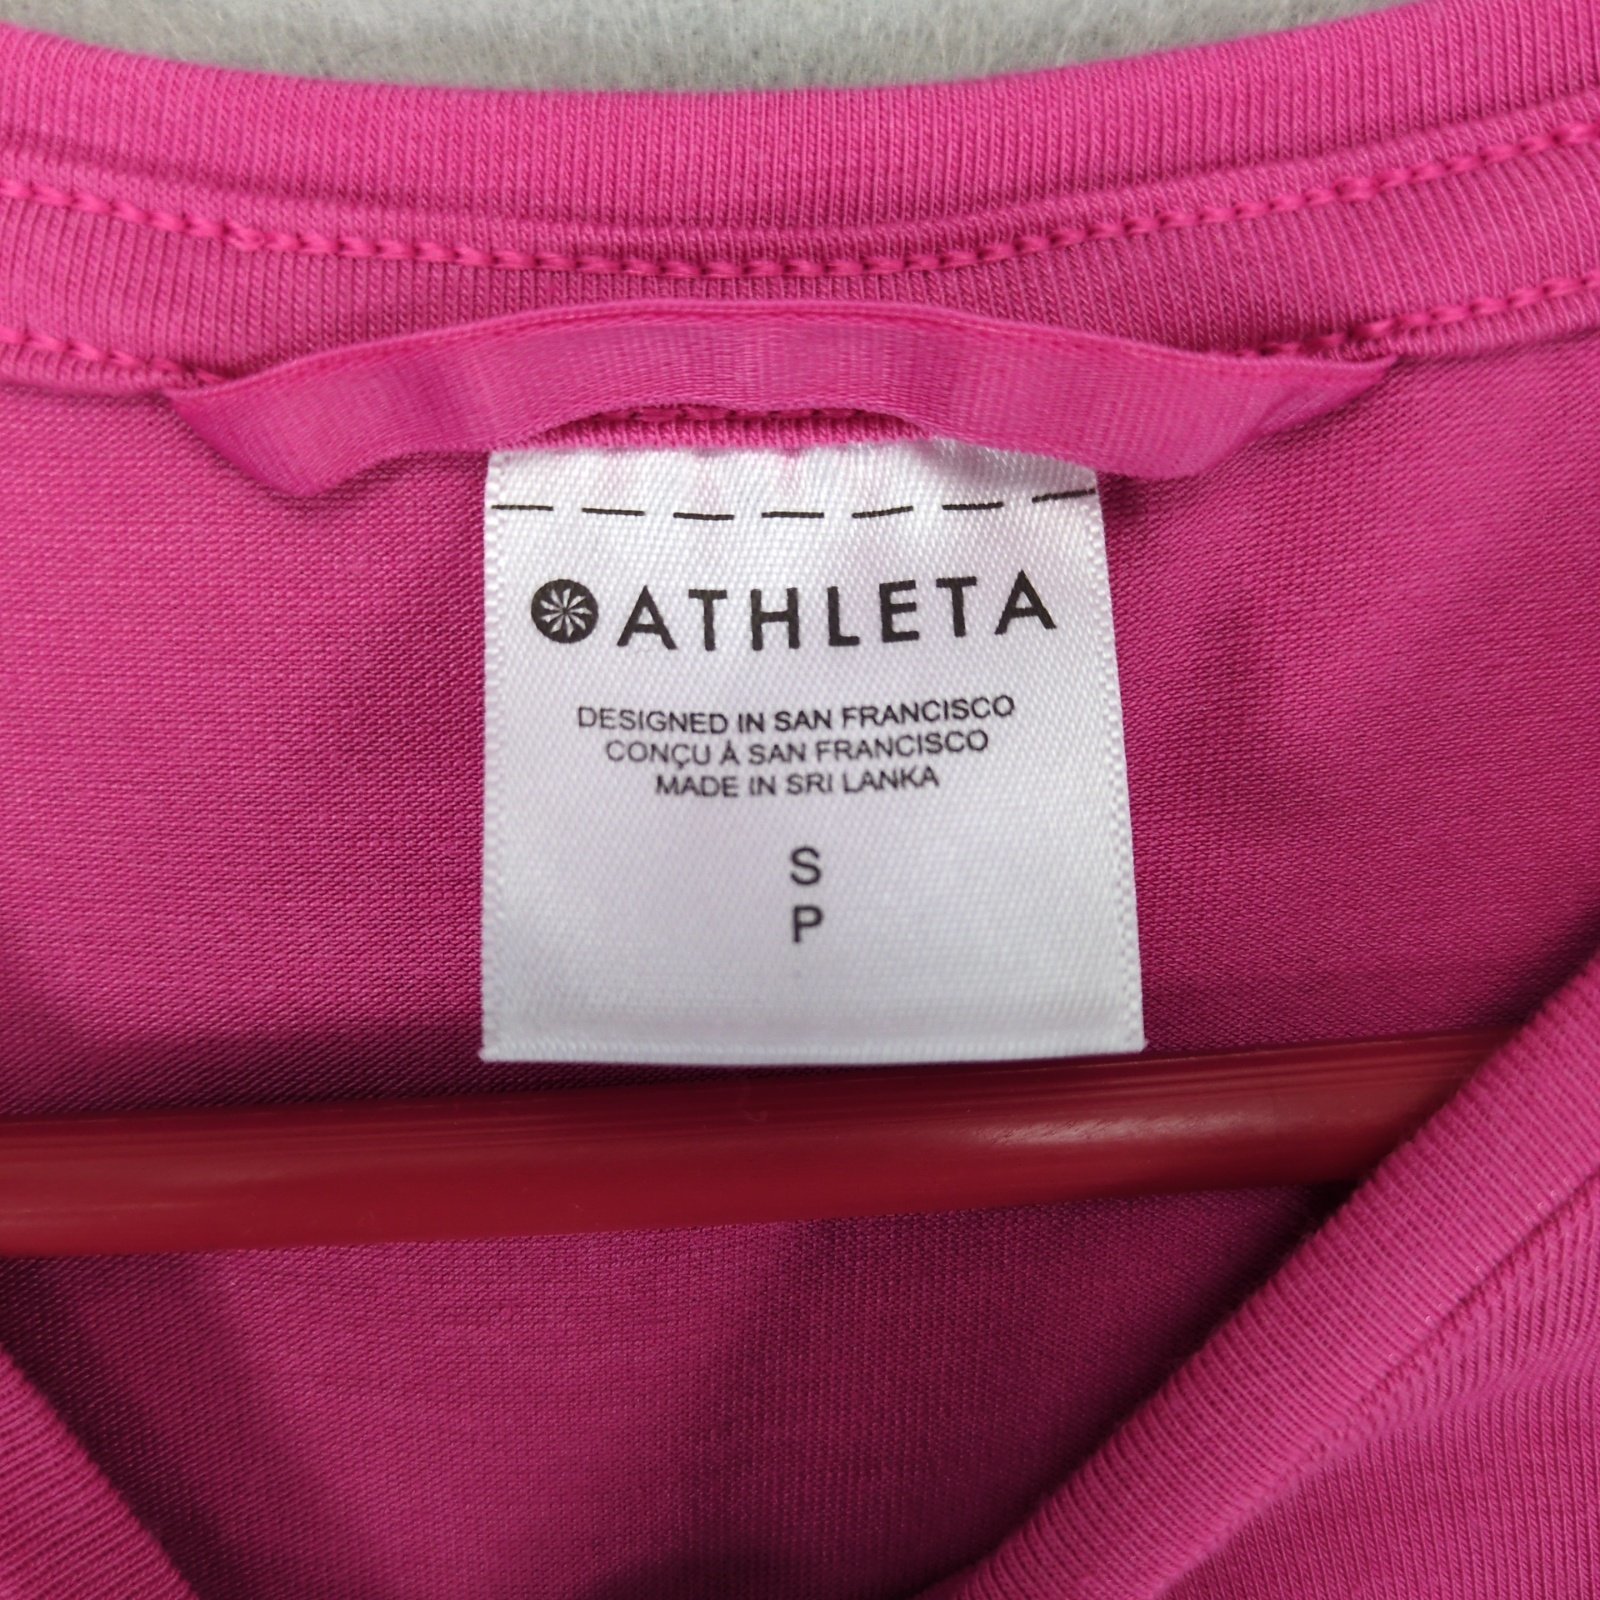 ATHLETA
DESIGNED IN SAN FRANCISCO
CONÇU À SAN FRANCISCO
MADE IN SRI LANKA
S
P